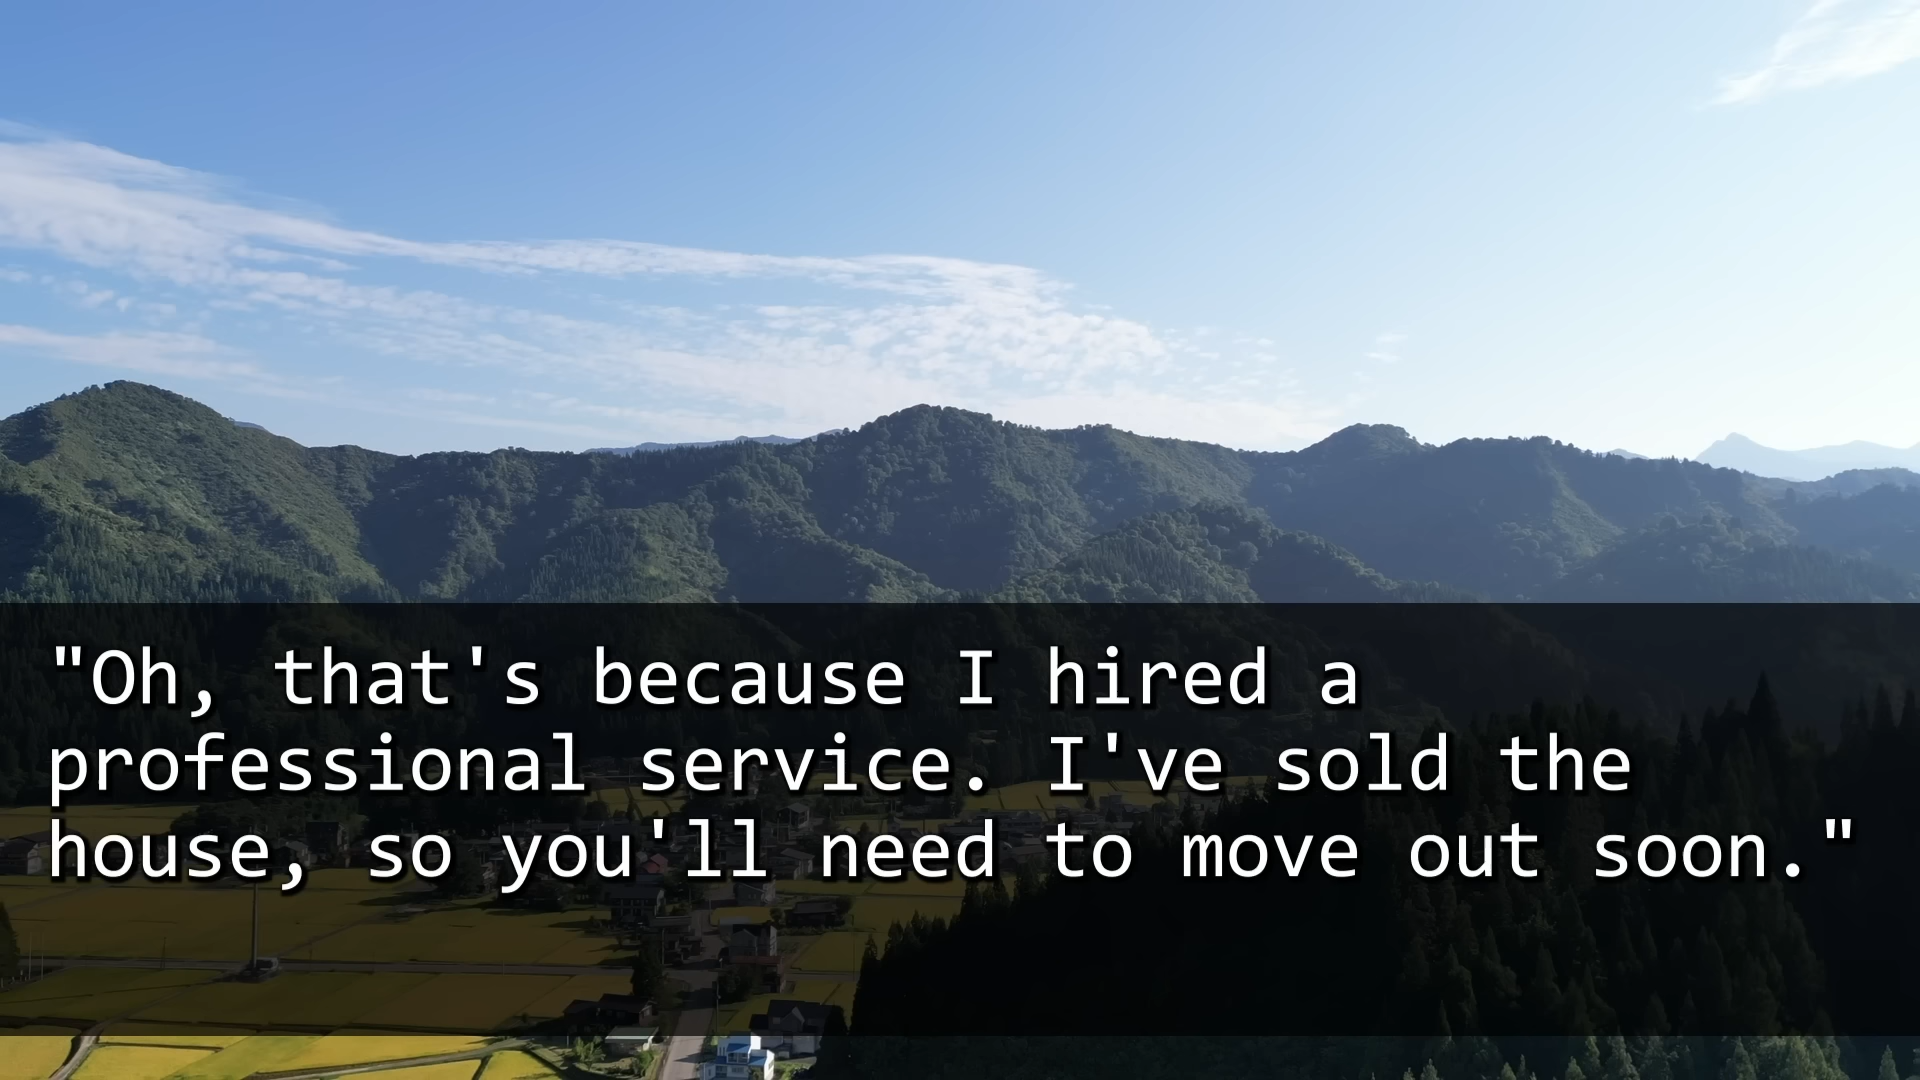 "Oh, that's because I hired a
professional service. I've sold the
house, so you'll need to move out soon."